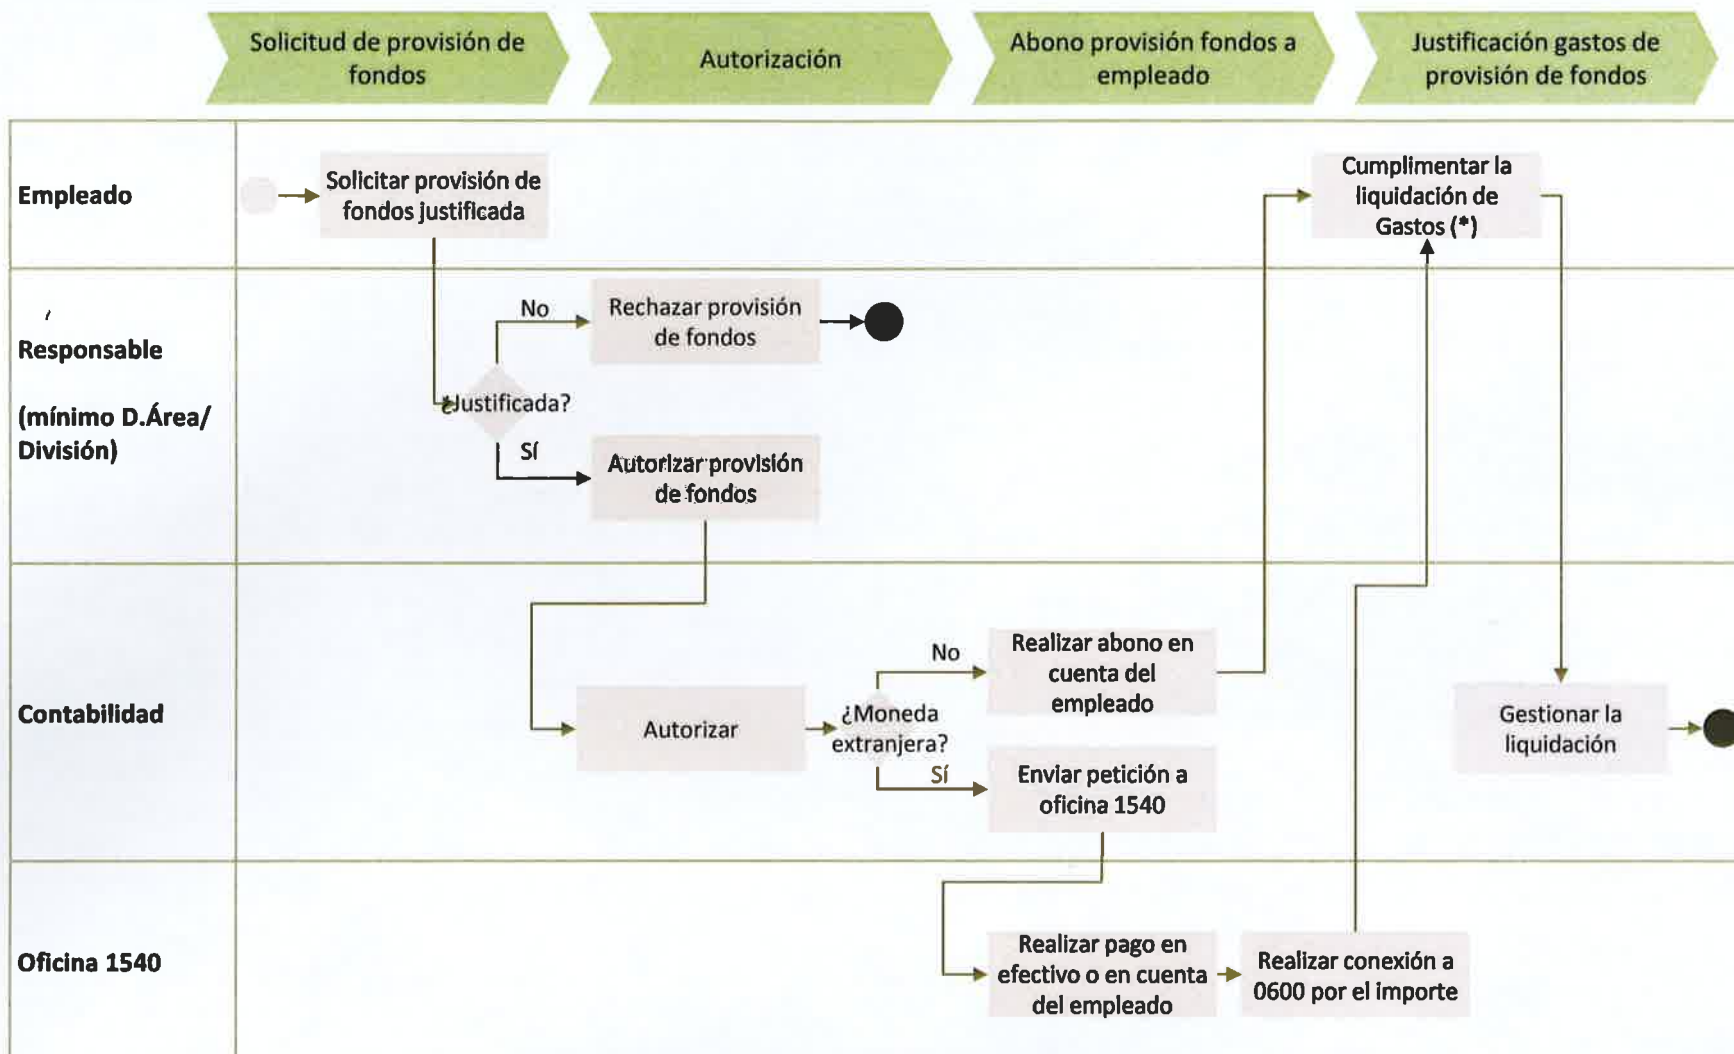 Solicitud de provisión de
fondos
Autorización
Abono provisión fondos a
empleado
Justificación gastos de
provisión de fondos
Empleado
Solicitar provisión de
fondos justificada
Cumplimentar la
liquidación de
Gastos (*)
Responsable
(mínimo D.Área/
División)
No
Rechazar provisión
de fondos
¿Justificada?
Sí
Autorizar provisión
de fondos
Contabilidad
Autorizar
¿Moneda
extranjera?
No
Realizar abono en
cuenta del
empleado
Sí
Enviar petición a
oficina 1540
Gestionar la
liquidación
Oficina 1540
Realizar pago en
efectivo o en cuenta
del empleado
Realizar conexión a
0600 por el importe